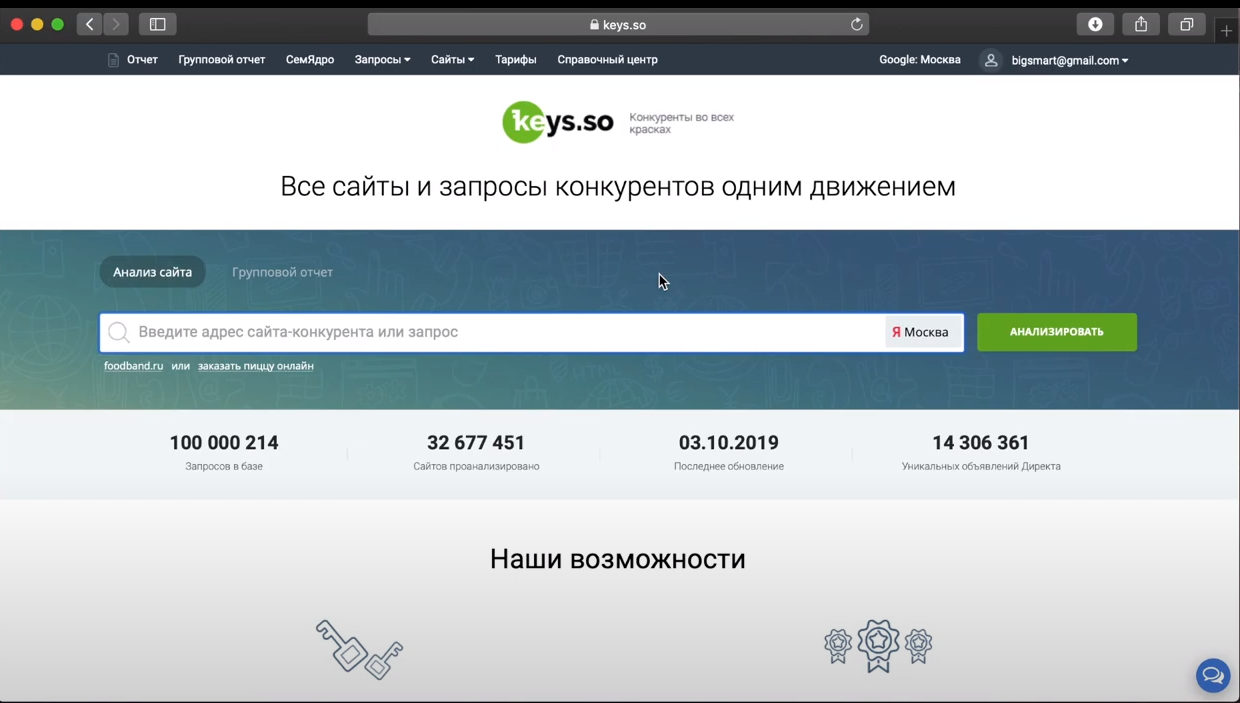 keys.so
Отчет
Групповой отчет
СемЯдро
Запросы
Сайты
Тарифы
Справочный центр
Google: Москва
bigsmart@gmail.com
keys.so
Конкуренты во всех
красках
Все сайты и запросы конкурентов одним движением
Анализ сайта
Групповой отчет
Введите адрес сайта-конкурента или запрос
Я Москва
АНАЛИЗИРОВАТЬ
foodband.ru или заказать пиццу онлайн
100 000 214
Запросов в базе
32 677 451
Сайтов проанализировано
03.10.2019
Последнее обновление
14 306 361
Уникальных объявлений Директа
Наши возможности